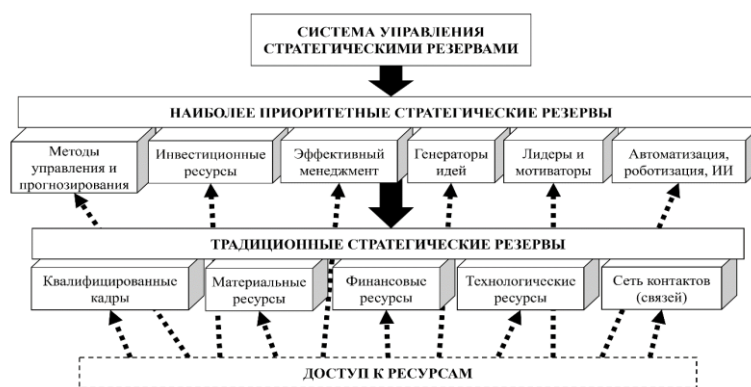 СИСТЕМА УПРАВЛЕНИЯ
СТРАТЕГИЧЕСКИМИ РЕЗЕРВАМИ
НАИБОЛЕЕ ПРИОРИТЕТНЫЕ СТРАТЕГИЧЕСКИЕ РЕЗЕРВЫ
Методы
управления и
прогнозирования
Инвестиционные
ресурсы
Эффективный
менеджмент
Генераторы
идей
Лидеры и
мотиваторы
Автоматизация,
роботизация, ИИ
ТРАДИЦИОННЫЕ СТРАТЕГИЧЕСКИЕ РЕЗЕРВЫ
Квалифицированные
кадры
Материальные
ресурсы
Финансовые
ресурсы
Технологические
ресурсы
Сеть контактов
(связей)
ДОСТУП К РЕСУРСАМ